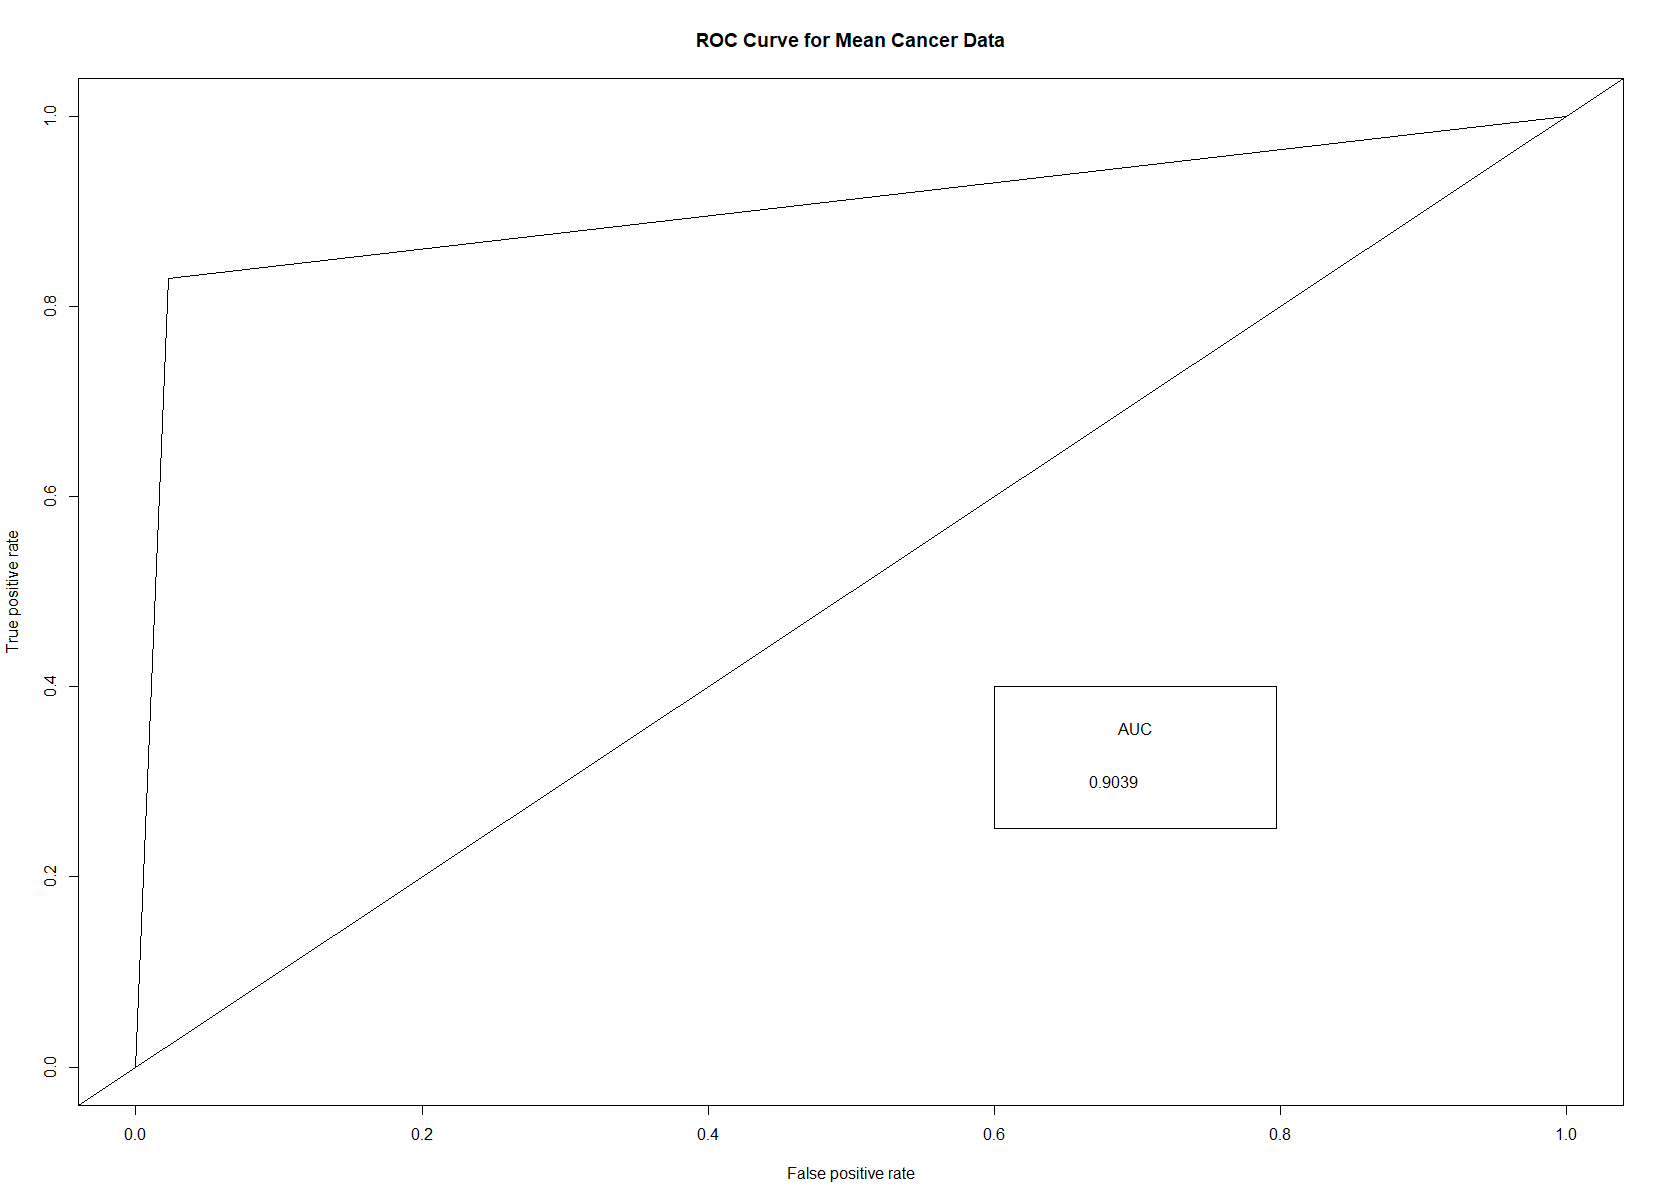 ROC Curve for Mean Cancer Data
True positive rate
1.0
0.8
0.6
0.4
0.2
0.0
AUC
0.9039
0.0 0.2 0.4 0.6 0.8 1.0
False positive rate